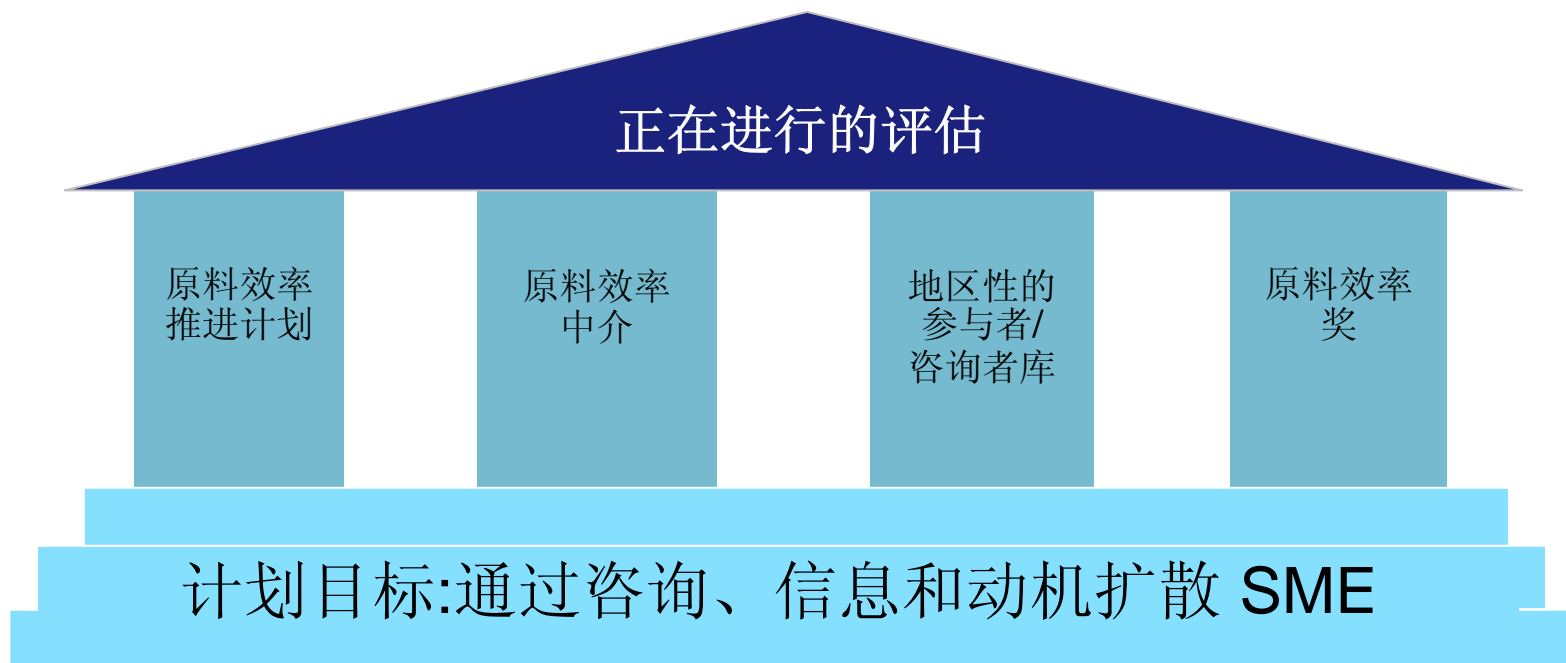 正在进行的评估
原料效率
推进计划
原料效率
中介
地区性的
参与者/
咨询者库
原料效率
奖
计划目标:通过咨询、信息和动机扩散 SME